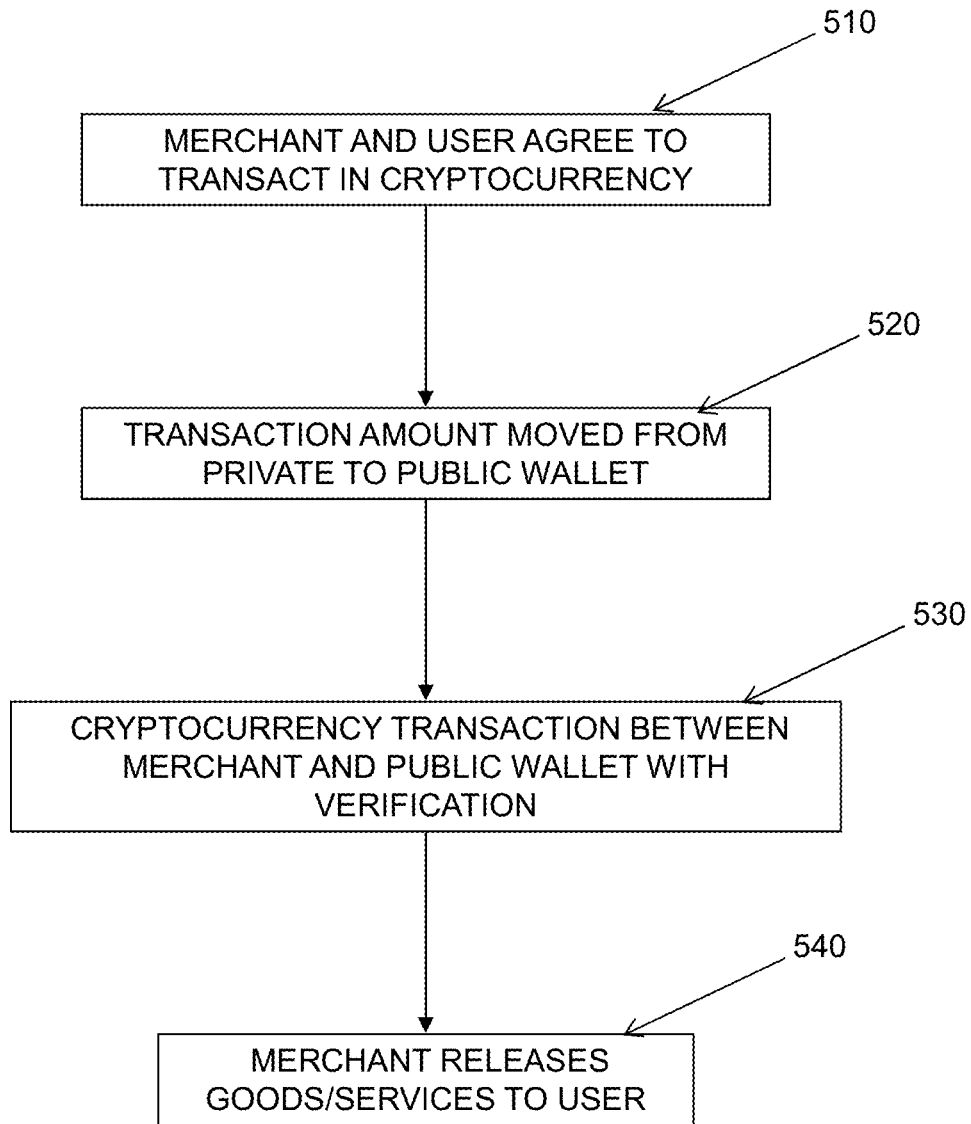 510
MERCHANT AND USER AGREE TO
TRANSACT IN CRYPTOCURRENCY
520
TRANSACTION AMOUNT MOVED FROM
PRIVATE TO PUBLIC WALLET
530
CRYPTOCURRENCY TRANSACTION BETWEEN
MERCHANT AND PUBLIC WALLET WITH
VERIFICATION
540
MERCHANT RELEASES
GOODS/SERVICES TO USER